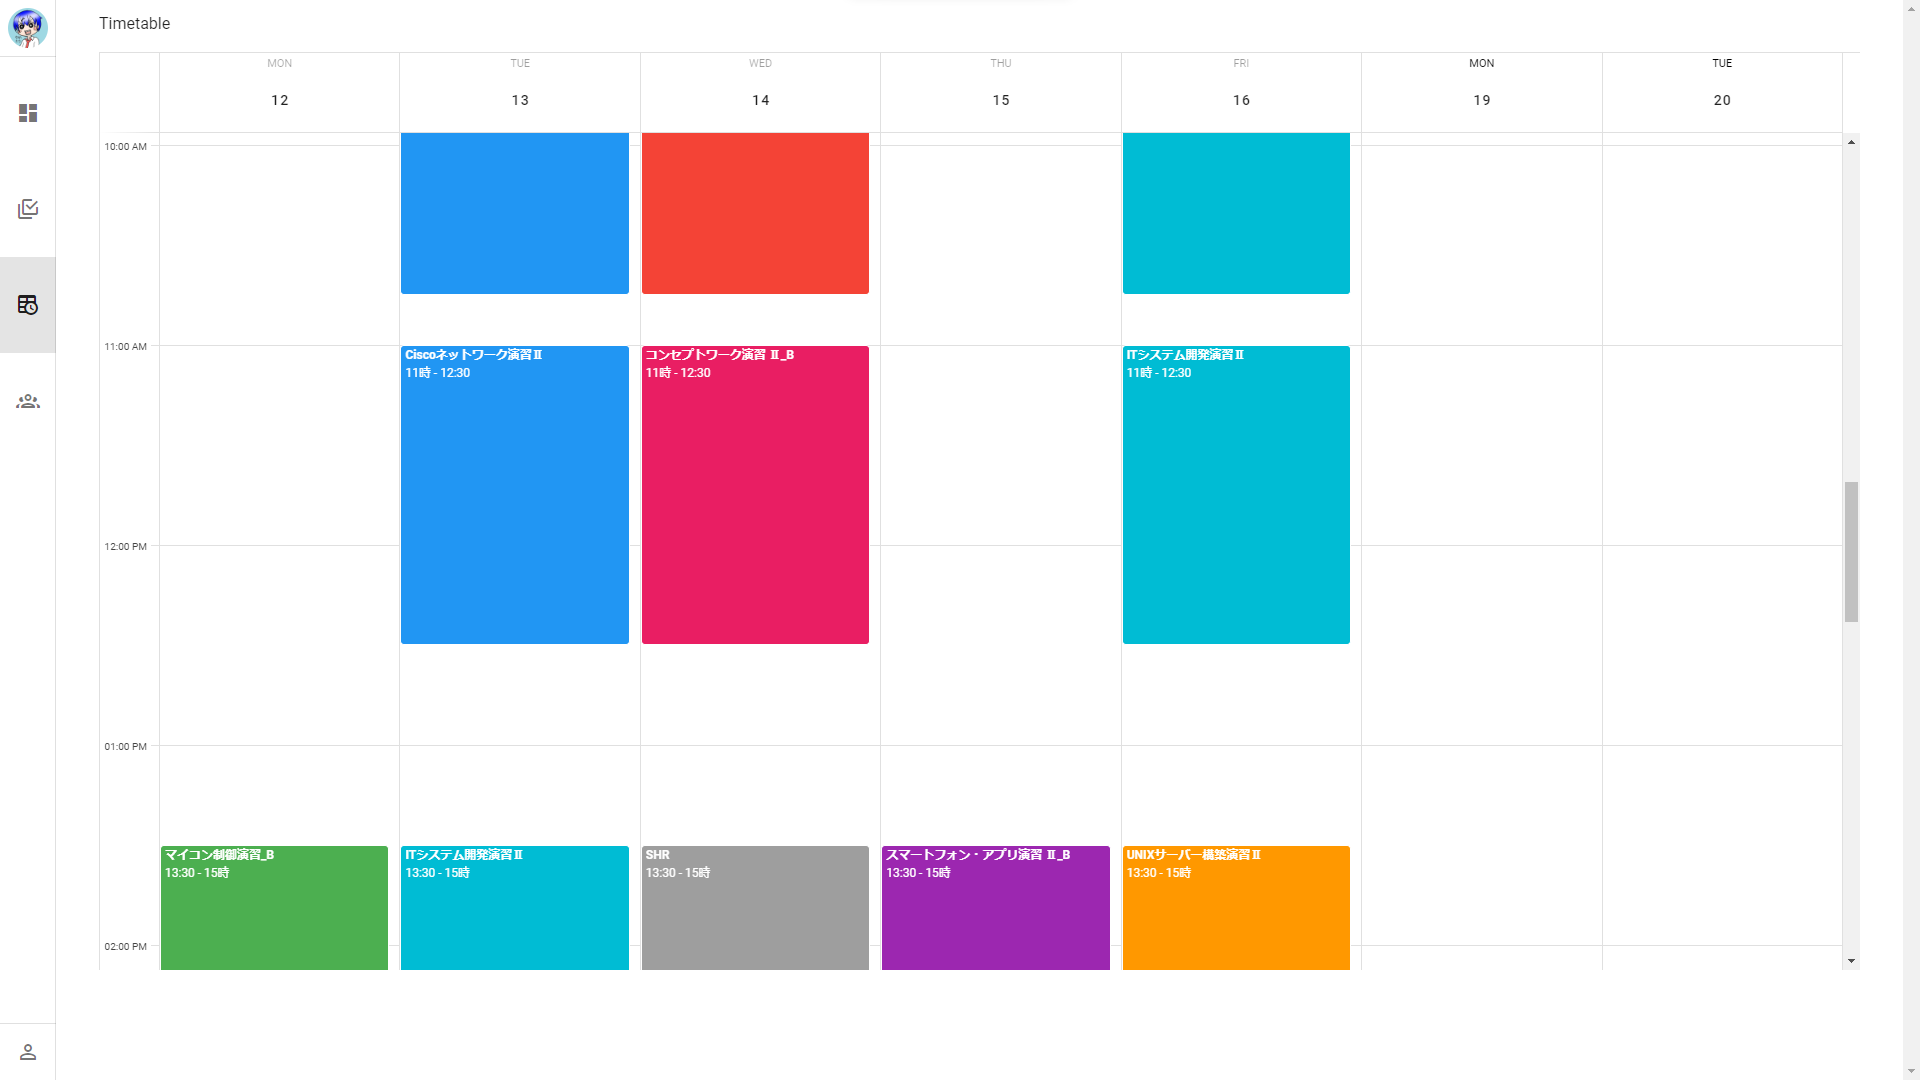 Timetable
MON
TUE
WED
THU
FRI
MON
TUE
12
13
14
15
16
19
20
10:00 AM
11:00 AM
Ciscoネットワーク演習Ⅱ
11時 - 12:30
コンセプトワーク演習 Ⅱ_B
11時 - 12:30
ITシステム開発演習Ⅱ
11時 - 12:30
12:00 PM
01:00 PM
マイコン制御演習_B
13:30 - 15時
ITシステム開発演習Ⅱ
13:30 - 15時
SHR
13:30 - 15時
スマートフォン・アプリ演習 Ⅱ_B
13:30 - 15時
UNIXサーバー構築演習Ⅱ
13:30 - 15時
02:00 PM